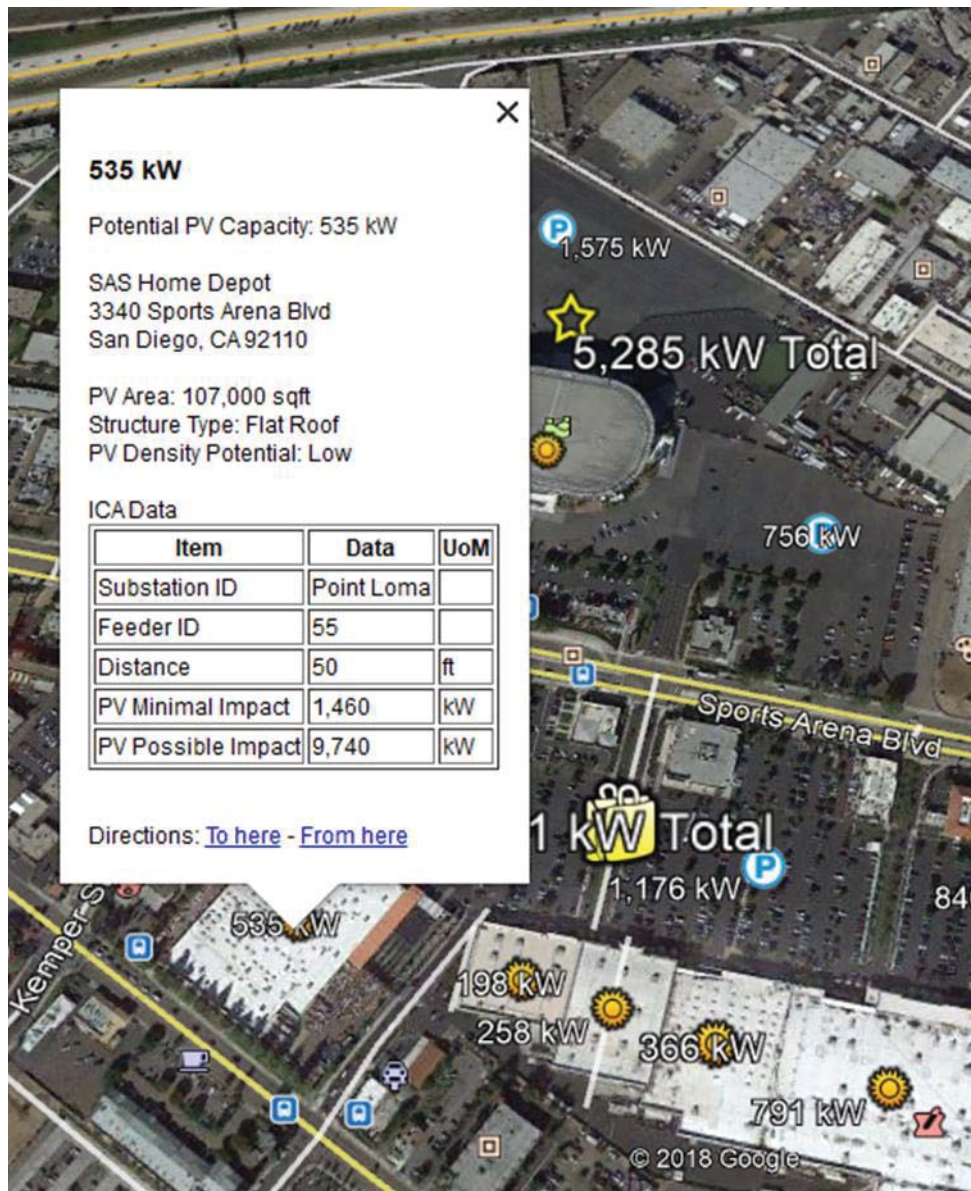 535 kW
Potential PV Capacity: 535 kW
SAS Home Depot
3340 Sports Arena Blvd
San Diego, CA 92110
PV Area: 107,000 sqft
Structure Type: Flat Roof
PV Density Potential: Low
ICA Data
Item Data UoM
Substation ID Point Loma
Feeder ID 55
Distance 50 ft
PV Minimal Impact 1,460 kW
PV Possible Impact 9,740 kW
Directions: To here - From here
P
1,575 kW
5,285 kW Total
756 kW
P
Sports Arena Blvd
1 kW Total
P
1,176 kW
84
Kemper S
535 kW
198 kW
258 kW
366 kW
791 kW
© 2018 Google